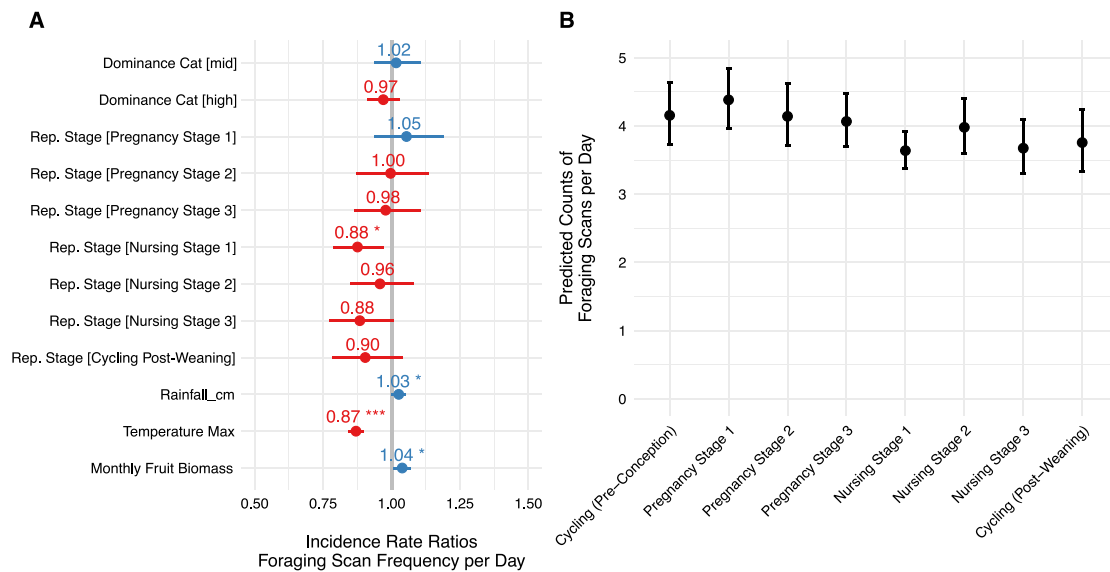 A
Dominance Cat [mid]
1.02
Dominance Cat [high]
0.97
Rep. Stage [Pregnancy Stage 1]
1.05
Rep. Stage [Pregnancy Stage 2]
1.00
Rep. Stage [Pregnancy Stage 3]
0.98
Rep. Stage [Nursing Stage 1]
0.88 *
Rep. Stage [Nursing Stage 2]
0.96
Rep. Stage [Nursing Stage 3]
0.88
Rep. Stage [Cycling Post-Weaning]
0.90
Rainfall_cm
1.03 *
Temperature Max
0.87 ***
Monthly Fruit Biomass
1.04 *
0.50 0.75 1.00 1.25 1.50
Incidence Rate Ratios
Foraging Scan Frequency per Day
B
Predicted Counts of
Foraging Scans per Day
5
4
3
2
1
0
Cycling (Pre−Conception)
Pregnancy Stage 1
Pregnancy Stage 2
Pregnancy Stage 3
Nursing Stage 1
Nursing Stage 2
Nursing Stage 3
Cycling (Post−Weaning)